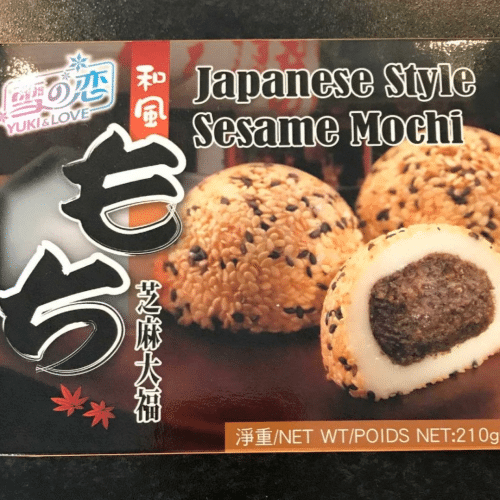 雪の恋
YUKI & LOVE
和風
もち
芝麻大福
Japanese Style
Sesame Mochi
淨重/NET WT/POIDS NET:210g